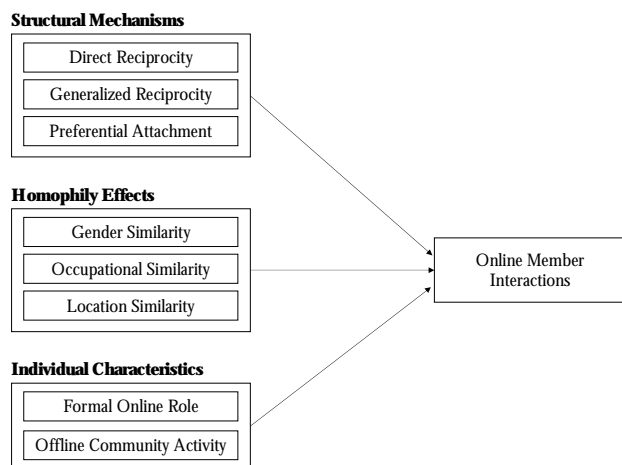 Structural Mechanisms
Direct Reciprocity
Generalized Reciprocity
Preferential Attachment
Homophily Effects
Gender Similarity
Occupational Similarity
Location Similarity
Online Member
Interactions
Individual Characteristics
Formal Online Role
Offline Community Activity